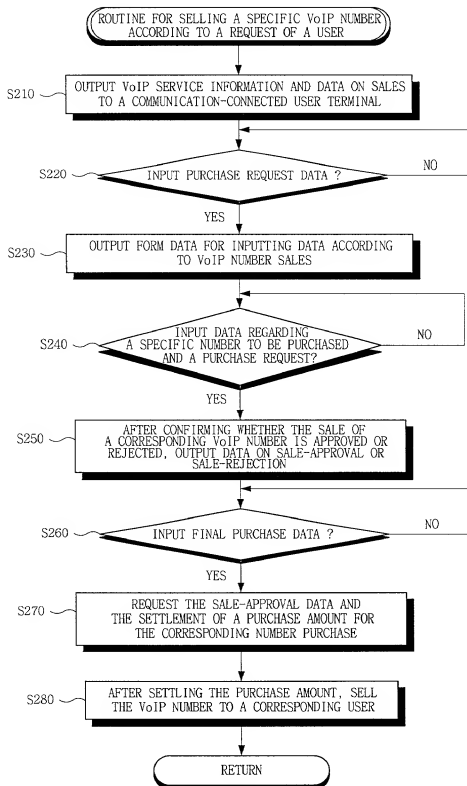 ROUTINE FOR SELLING A SPECIFIC VoIP NUMBER
ACCORDING TO A REQUEST OF A USER
S210
OUTPUT VoIP SERVICE INFORMATION AND DATA ON SALES
TO A COMMUNICATION-CONNECTED USER TERMINAL
S220
INPUT PURCHASE REQUEST DATA ?
NO
YES
S230
OUTPUT FORM DATA FOR INPUTTING DATA ACCORDING
TO VoIP NUMBER SALES
S240
INPUT DATA REGARDING
A SPECIFIC NUMBER TO BE PURCHASED
AND A PURCHASE REQUEST?
NO
YES
S250
AFTER CONFIRMING WHETHER THE SALE OF
A CORRESPONDING VoIP NUMBER IS APPROVED OR
REJECTED, OUTPUT DATA ON SALE-APPROVAL OR
SALE-REJECTION
S260
INPUT FINAL PURCHASE DATA ?
NO
YES
S270
REQUEST THE SALE-APPROVAL DATA AND
THE SETTLEMENT OF A PURCHASE AMOUNT FOR
THE CORRESPONDING NUMBER PURCHASE
S280
AFTER SETTLING THE PURCHASE AMOUNT, SELL
THE VoIP NUMBER TO A CORRESPONDING USER
RETURN